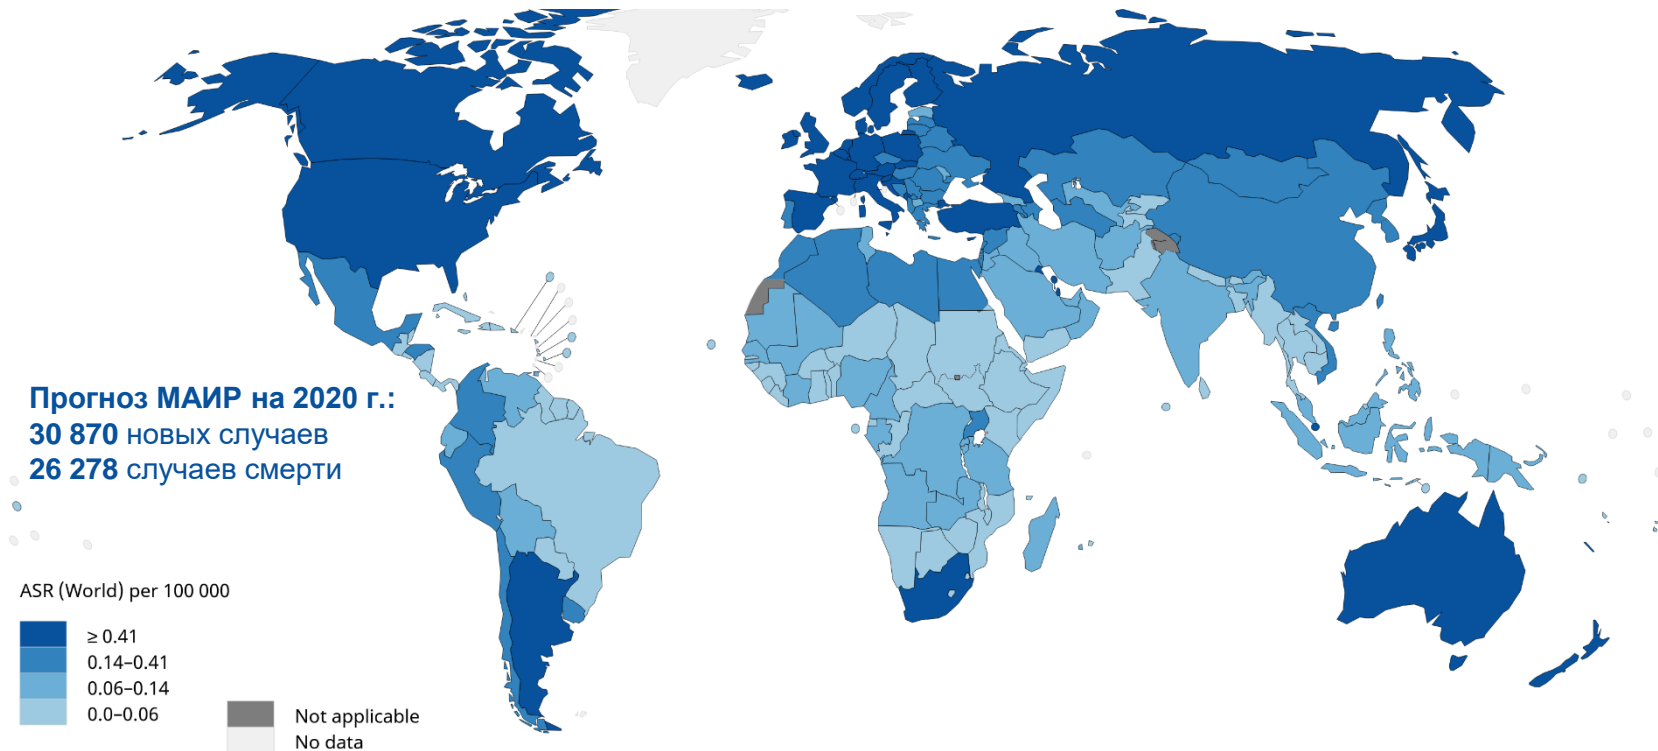 Прогноз МАИР на 2020 г.:
30 870 новых случаев
26 278 случаев смерти
ASR (World) per 100 000
≥ 0.41
0.14–0.41
0.06–0.14
0.0–0.06
Not applicable
No data